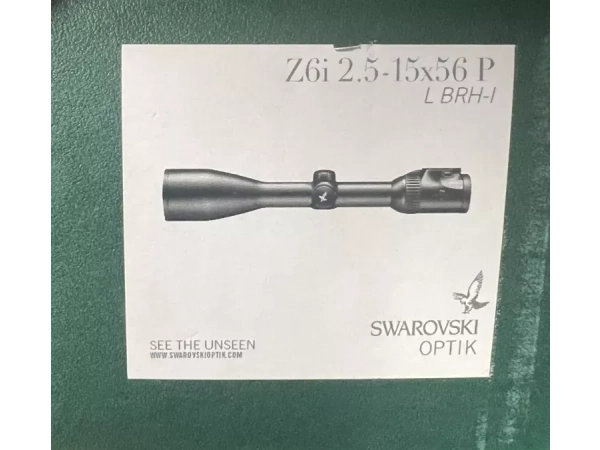 Z6i 2.5-15x56 P
L BRH-I
SEE THE UNSEEN
WWW.SWAROVSKIOPTIK.COM
SWAROVSKI
OPTIK